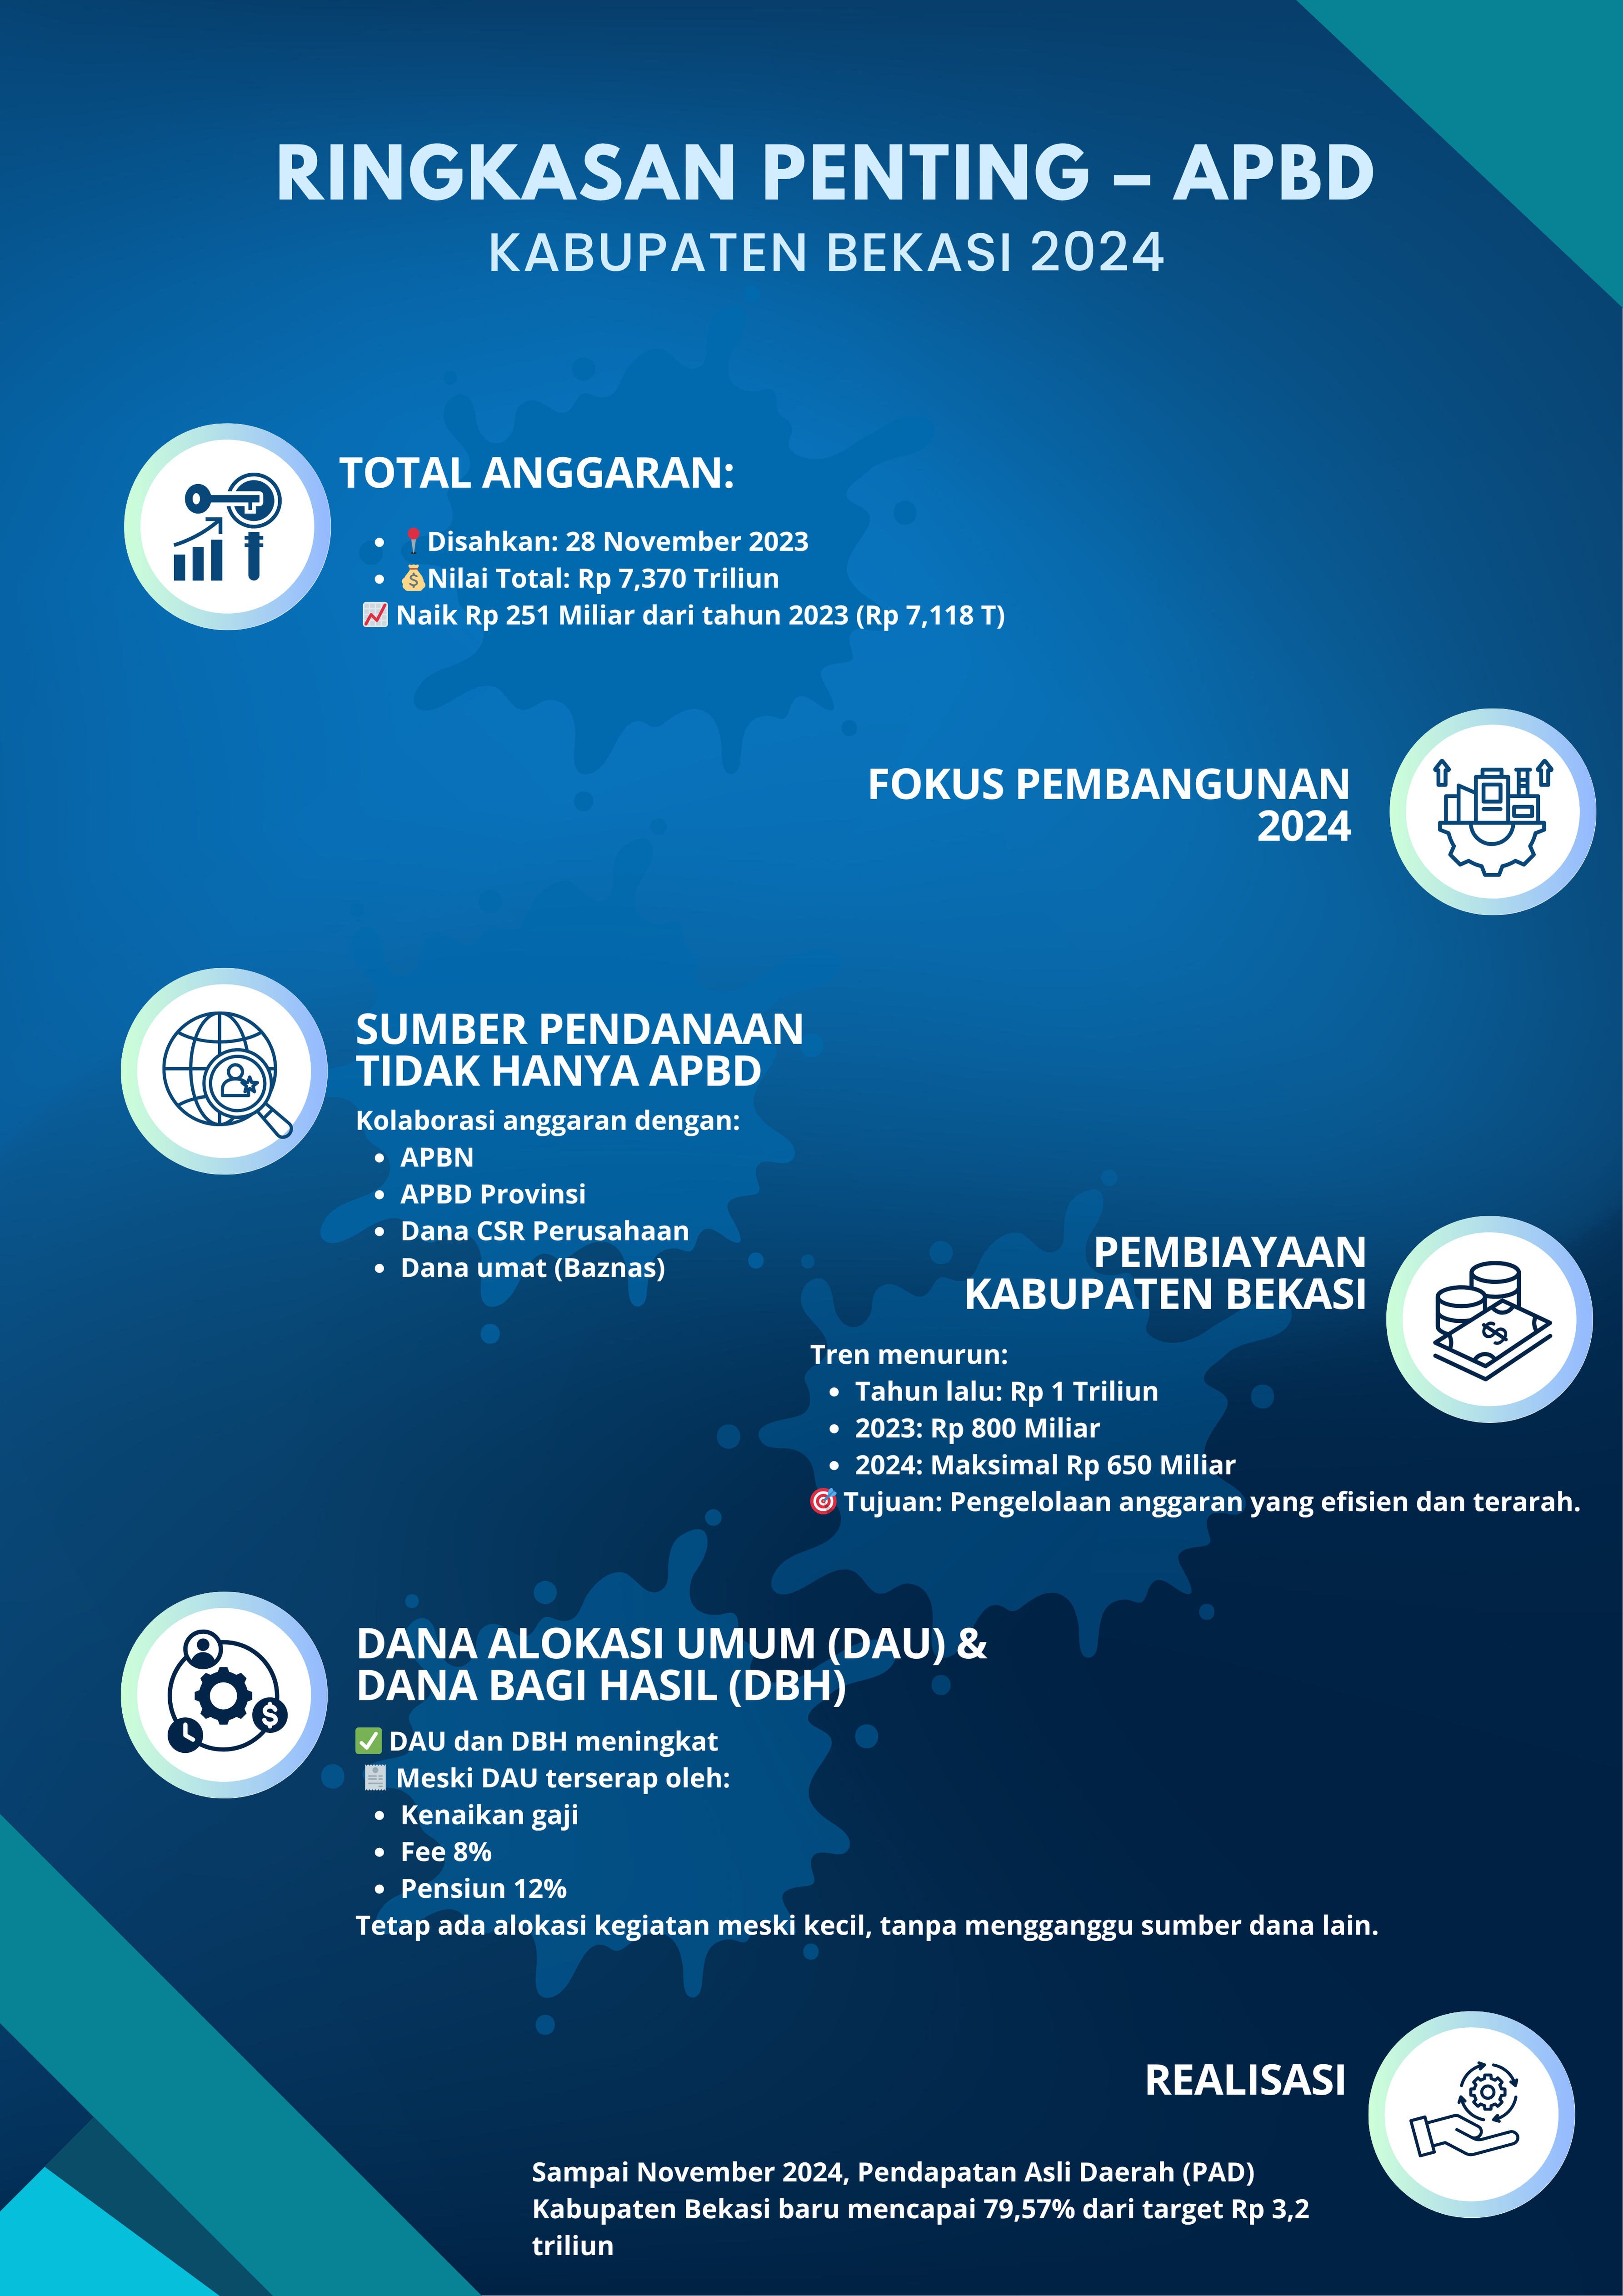 RINGKASAN PENTING – APBD
KABUPATEN BEKASI 2024
TOTAL ANGGARAN:
• 📍Disahkan: 28 November 2023
• 💰Nilai Total: Rp 7,370 Triliun
📈 Naik Rp 251 Miliar dari tahun 2023 (Rp 7,118 T)
FOKUS PEMBANGUNAN
2024
SUMBER PENDANAAN
TIDAK HANYA APBD
Kolaborasi anggaran dengan:
• APBN
• APBD Provinsi
• Dana CSR Perusahaan
• Dana umat (Baznas)
PEMBIAYAAN
KABUPATEN BEKASI
Tren menurun:
• Tahun lalu: Rp 1 Triliun
• 2023: Rp 800 Miliar
• 2024: Maksimal Rp 650 Miliar
🎯 Tujuan: Pengelolaan anggaran yang efisien dan terarah.
DANA ALOKASI UMUM (DAU) &
DANA BAGI HASIL (DBH)
✅ DAU dan DBH meningkat
🧾 Meski DAU terserap oleh:
• Kenaikan gaji
• Fee 8%
• Pensiun 12%
Tetap ada alokasi kegiatan meski kecil, tanpa mengganggu sumber dana lain.
REALISASI
Sampai November 2024, Pendapatan Asli Daerah (PAD)
Kabupaten Bekasi baru mencapai 79,57% dari target Rp 3,2
triliun